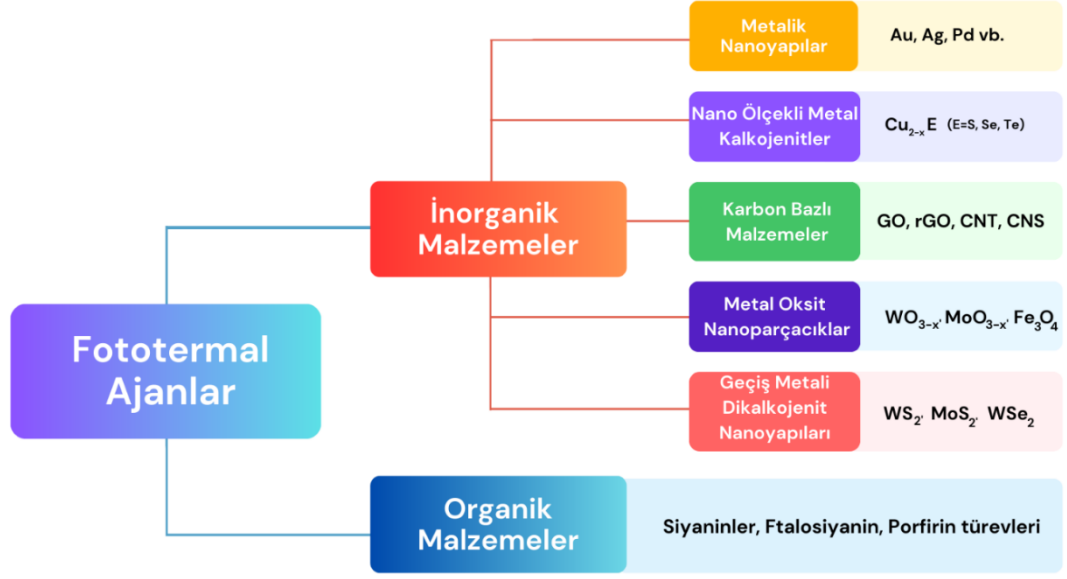 Fototermal
Ajanlar
İnorganik
Malzemeler
Metalik
Nanoyapılar
Au, Ag, Pd vb.
Nano Ölçekli Metal
Kalkojenitler
Cu₂₋ₓE (E=S, Se, Te)
Karbon Bazlı
Malzemeler
GO, rGO, CNT, CNS
Metal Oksit
Nanoparçacıklar
WO₃₋ₓ, MoO₃₋ₓ, Fe₃O₄
Geçiş Metali
Dikalkojenit
Nanoyapıları
WS₂, MoS₂, WSe₂
Organik
Malzemeler
Siyaninler, Ftalosiyanin, Porfirin türevleri